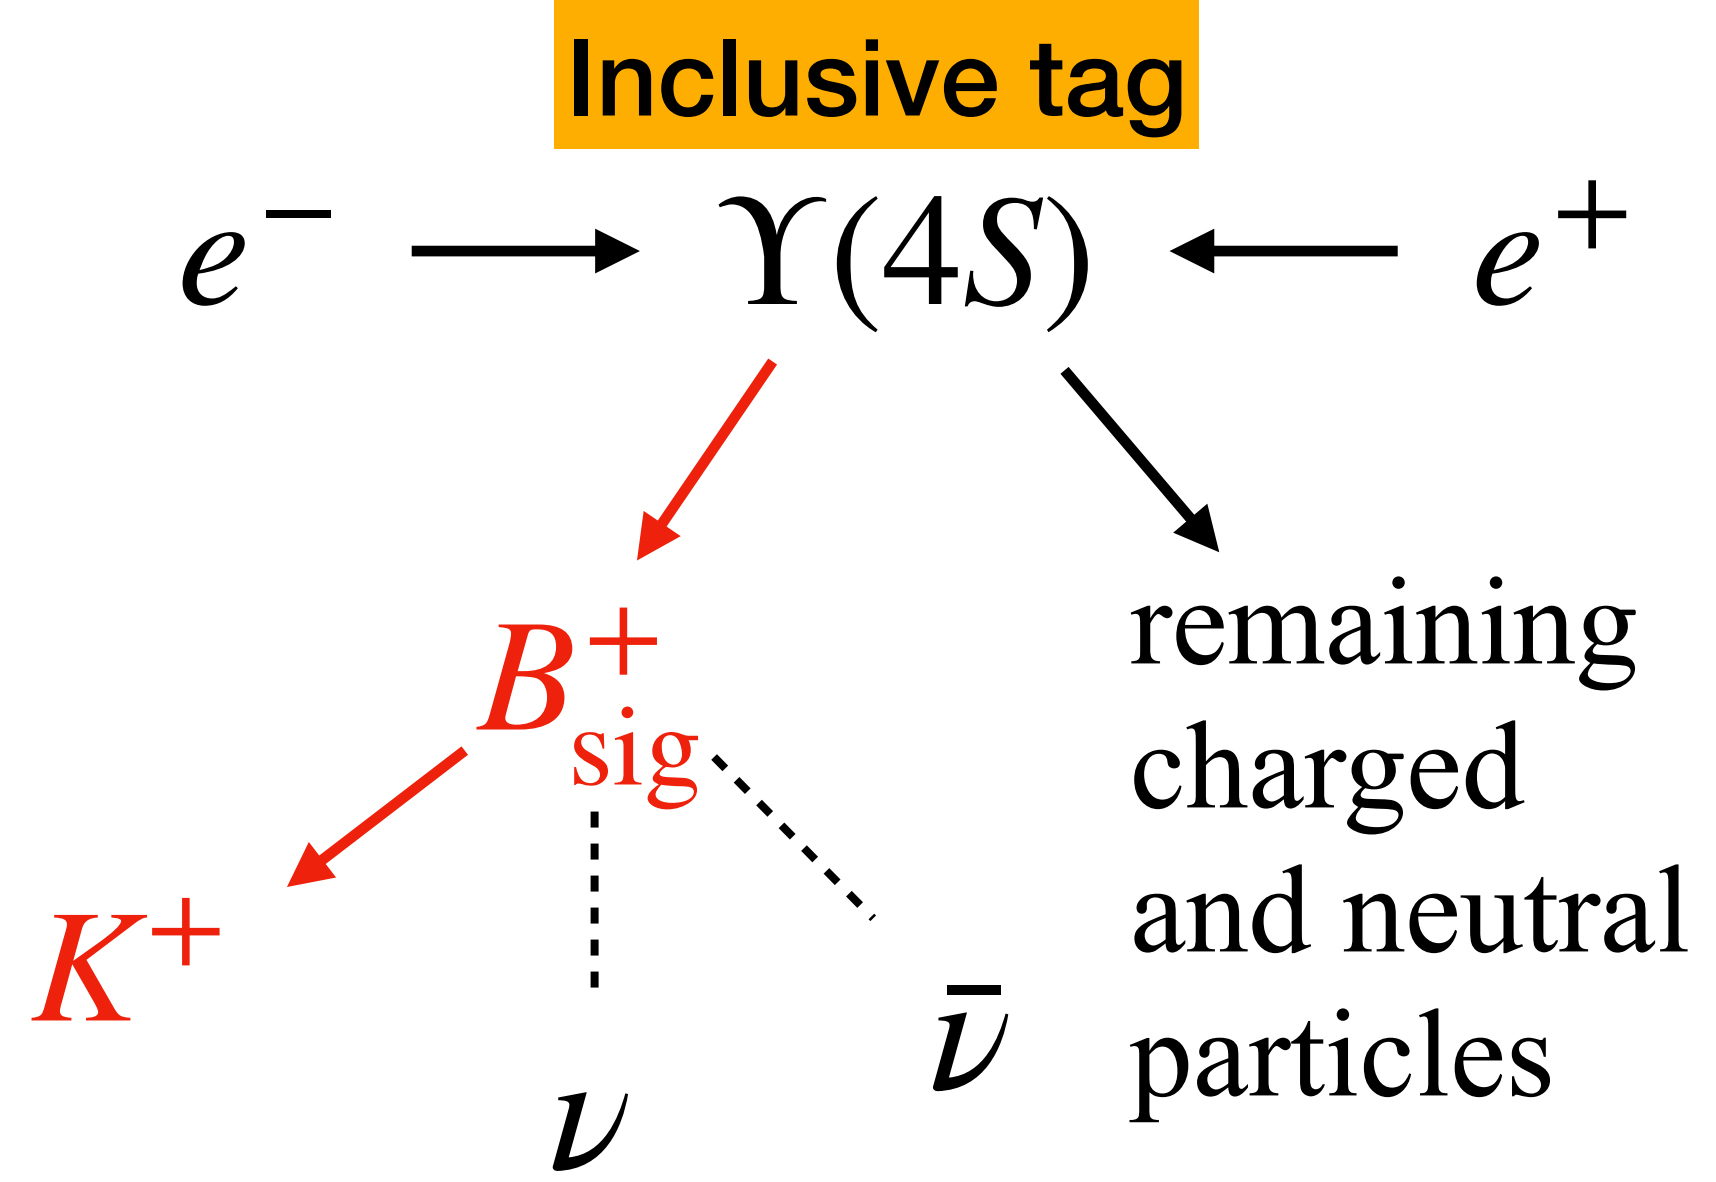 Inclusive tag
e⁻ ϒ(4S) e⁺
B⁺sig
remaining
charged
and neutral
particles
K⁺
ν
ν̄